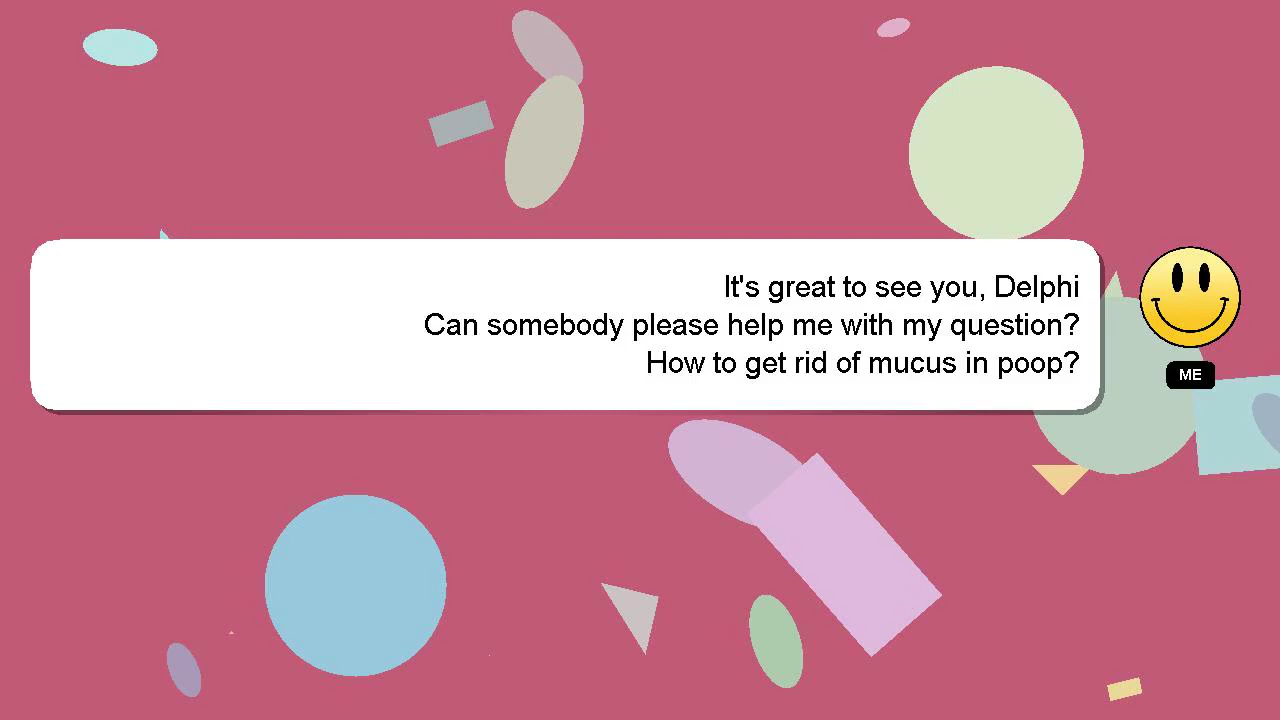 It's great to see you, Delphi
Can somebody please help me with my question?
How to get rid of mucus in poop?
ME